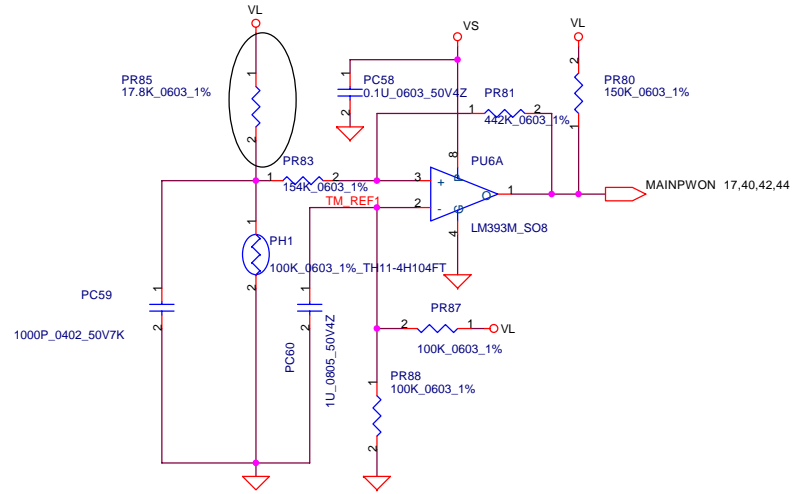 VL
VS
VL
PR85
17.8K_0603_1%
1
2
1
2
PC58
0.1U_0603_50V4Z
PR81
1
2
442K_0603_1%
2
1
PR80
150K_0603_1%
1
PR83
2
154K_0603_1%
TM_REF1
8
PU6A
3
+
P
2
-
G
O
1
4
LM393M_SO8
MAINPWON 17,40,42,44
1
2
PH1
100K_0603_1%_TH11-4H104FT
PC59
1
2
1000P_0402_50V7K
1
2
PC60
1U_0805_50V4Z
PR87
2
1
VL
100K_0603_1%
PR88
100K_0603_1%
1
2